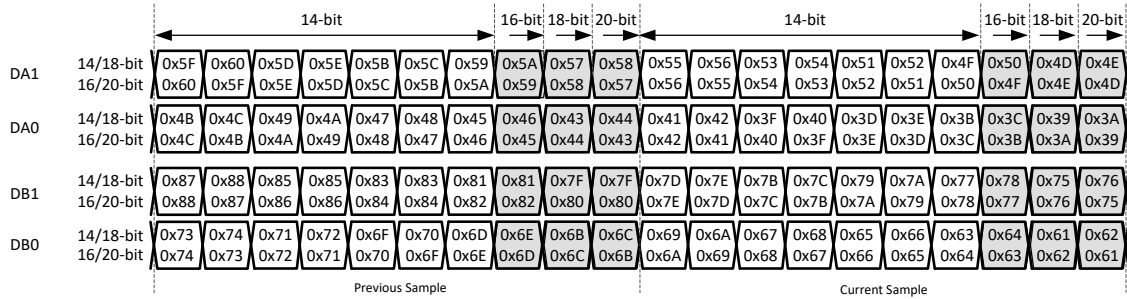 14-bit 16-bit 18-bit 20-bit 14-bit 16-bit 18-bit 20-bit
DA1
14/18-bit 0x5F 0x60 0x5D 0x5E 0x5B 0x5C 0x59 0x5A 0x57 0x58 0x55 0x56 0x53 0x54 0x51 0x52 0x4F 0x50 0x4D 0x4E
16/20-bit 0x60 0x5F 0x5E 0x5D 0x5C 0x5B 0x5A 0x59 0x58 0x57 0x56 0x55 0x54 0x53 0x52 0x51 0x50 0x4F 0x4E 0x4D
DA0
14/18-bit 0x4B 0x4C 0x49 0x4A 0x47 0x48 0x45 0x46 0x43 0x44 0x41 0x42 0x3F 0x40 0x3D 0x3E 0x3B 0x3C 0x39 0x3A
16/20-bit 0x4C 0x4B 0x4A 0x49 0x48 0x47 0x46 0x45 0x44 0x43 0x42 0x41 0x40 0x3F 0x3E 0x3D 0x3C 0x3B 0x3A 0x39
DB1
14/18-bit 0x87 0x88 0x85 0x85 0x83 0x83 0x81 0x81 0x7F 0x7F 0x7D 0x7E 0x7B 0x7C 0x79 0x7A 0x77 0x78 0x75 0x76
16/20-bit 0x88 0x87 0x86 0x86 0x84 0x84 0x82 0x82 0x80 0x80 0x7E 0x7D 0x7C 0x7B 0x7A 0x79 0x78 0x77 0x76 0x75
DB0
14/18-bit 0x73 0x74 0x71 0x72 0x6F 0x70 0x6D 0x6E 0x6B 0x6C 0x69 0x6A 0x67 0x68 0x65 0x66 0x63 0x64 0x61 0x62
16/20-bit 0x74 0x73 0x72 0x71 0x70 0x6F 0x6E 0x6D 0x6C 0x6B 0x6A 0x69 0x68 0x67 0x66 0x65 0x64 0x63 0x62 0x61
Previous Sample Current Sample